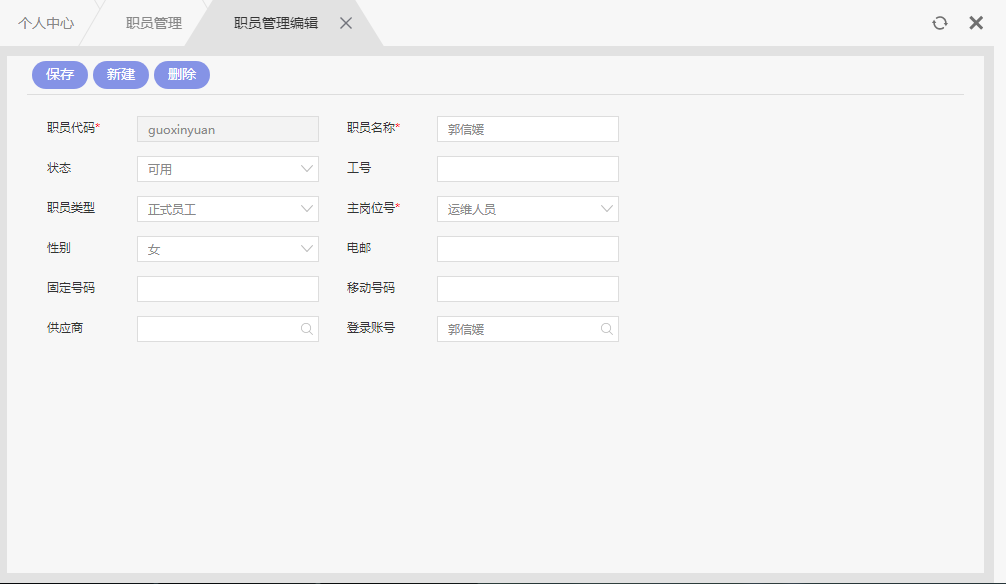 个人中心 职员管理 职员管理编辑
保存 新建 删除
职员代码* guoxinyuan 职员名称* 郭信媛
状态 可用 工号
职员类型 正式员工 主岗位号* 运维人员
性别 女 电邮
固定号码 移动号码
供应商 登录账号 郭信媛